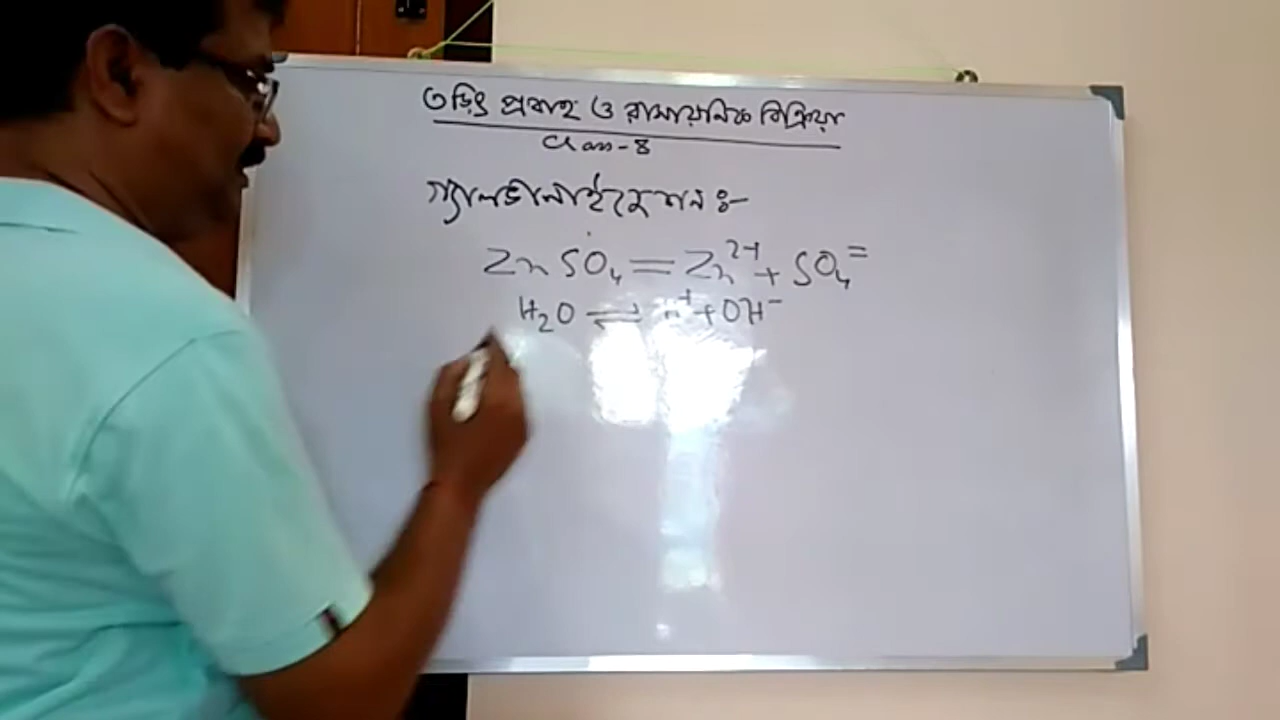 তড়িৎ প্রবাহ ও রাসায়নিক বিক্রিয়া
Class-8
গ্যালভানাইজেশন ঃ-
ZnSO₄ = Zn²⁺ + SO₄⁼
H₂O ⇌ H⁺ + OH⁻